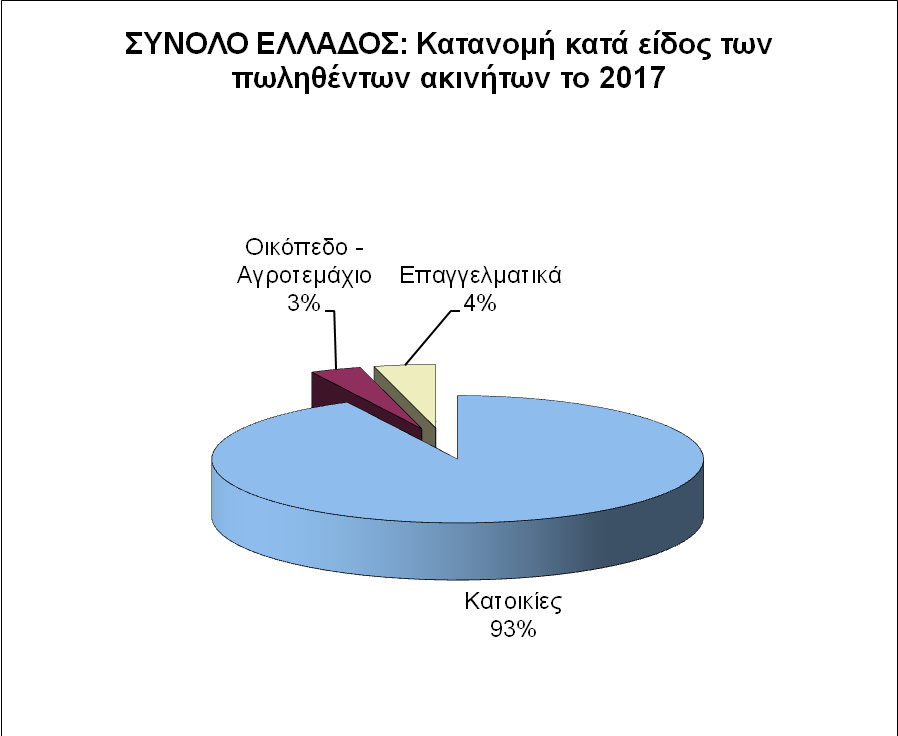 ΣΥΝΟΛΟ ΕΛΛΑΔΟΣ: Κατανομή κατά είδος των
πωληθέντων ακινήτων το 2017
Οικόπεδο -
Αγροτεμάχιο
3%
Επαγγελματικά
4%
Κατοικίες
93%